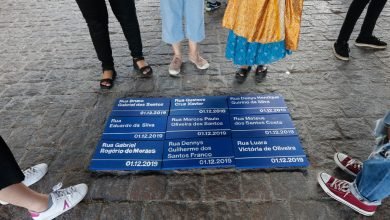 Rua Bruno
Gabriel dos Santos
01.12.2019
Rua Gustavo
Cruz Xavier
01.12.2019
Rua Dennys Henrique
Quirino da Silva
01.12.2019
Rua
Eduardo da Silva
01.12.2019
Rua Marcos Paulo
Oliveira dos Santos
01.12.2019
Rua Mateus
dos Santos Costa
01.12.2019
Rua Gabriel
Rogério de Moraes
01.12.2019
Rua Dennys
Guilherme dos
Santos Franco
01.12.2019
Rua Luara
Victória de Oliveira
01.12.2019